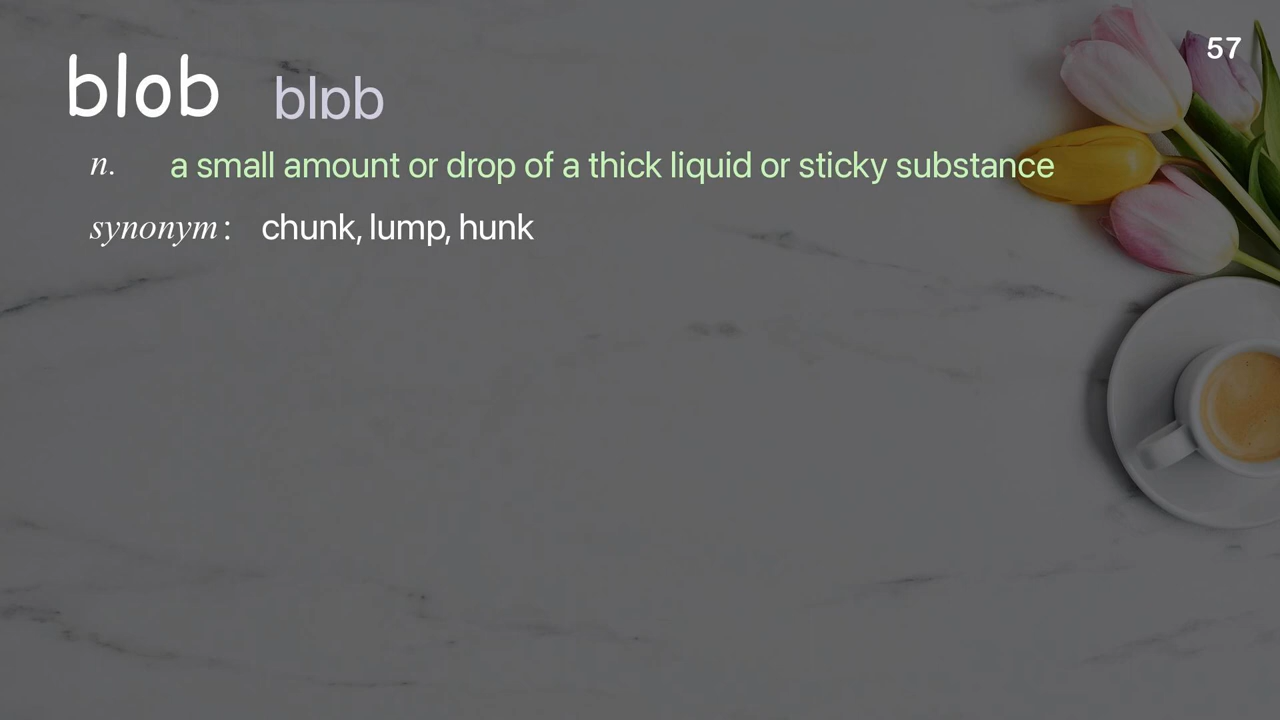 57
blob blɒb
n. a small amount or drop of a thick liquid or sticky substance
synonym: chunk, lump, hunk